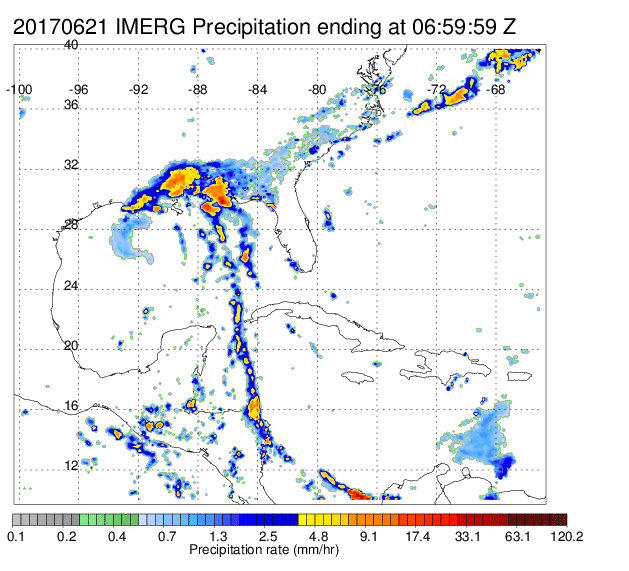 20170621 IMERG Precipitation ending at 06:59:59 Z
40
-100 -96 -92 -88 -84 -80 -76 -72 -68
36
32
28
24
20
16
12
0.1 0.2 0.4 0.7 1.3 2.5 4.8 9.1 17.4 33.1 63.1 120.2
Precipitation rate (mm/hr)